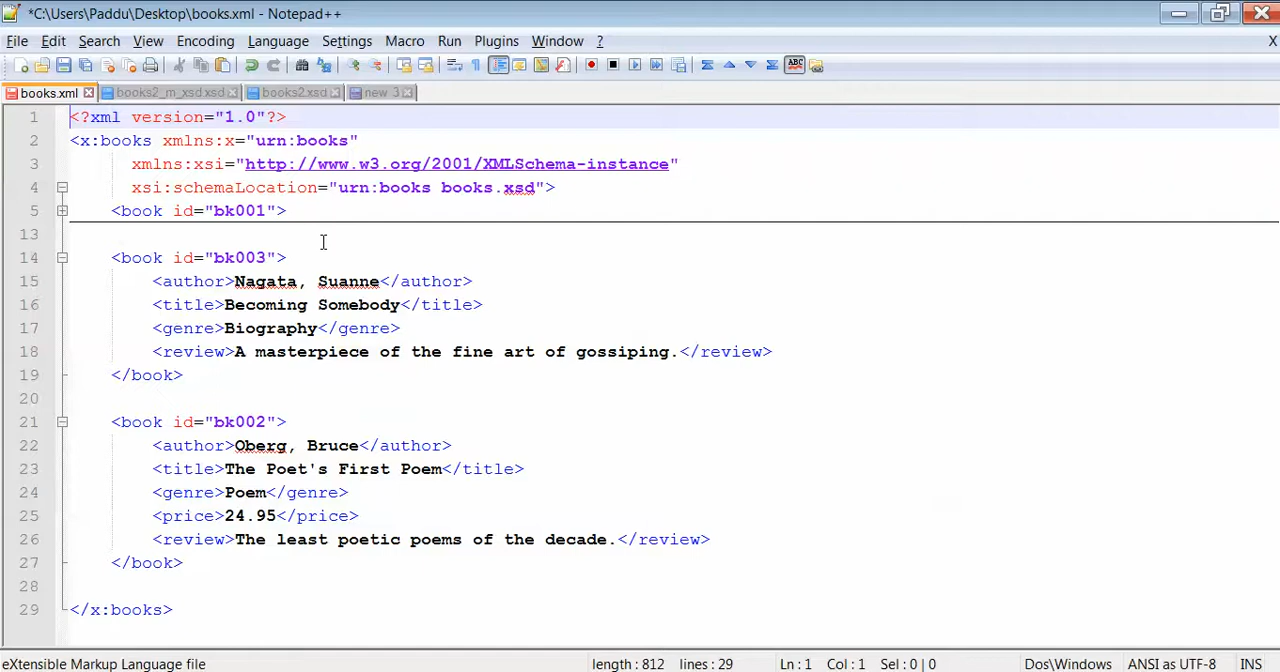 *C:\Users\Paddu\Desktop\books.xml - Notepad++
File Edit Search View Encoding Language Settings Macro Run Plugins Window ? X
books.xml books2_m_xsd.xsd books2.xsd new 3
1 <?xml version="1.0"?>
2 <x:books xmlns:x="urn:books"
3 xmlns:xsi="http://www.w3.org/2001/XMLSchema-instance"
4 xsi:schemaLocation="urn:books books.xsd">
5 <book id="bk001">
13
14 <book id="bk003">
15 <author>Nagata, Suanne</author>
16 <title>Becoming Somebody</title>
17 <genre>Biography</genre>
18 <review>A masterpiece of the fine art of gossiping.</review>
19 </book>
20
21 <book id="bk002">
22 <author>Oberg, Bruce</author>
23 <title>The Poet's First Poem</title>
24 <genre>Poem</genre>
25 <price>24.95</price>
26 <review>The least poetic poems of the decade.</review>
27 </book>
28
29 </x:books>
eXtensible Markup Language file length : 812 lines : 29 Ln : 1 Col : 1 Sel : 0 | 0 Dos\Windows ANSI as UTF-8 INS